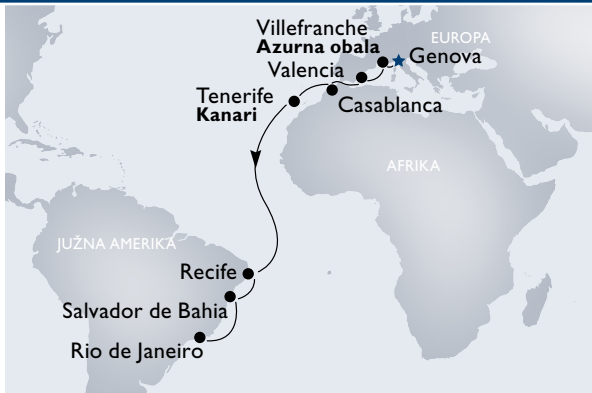 Villefranche
Azurna obala
EUROPA
Genova
Valencia
Tenerife
Kanari
Casablanca
AFRIKA
JUŽNA AMERIKA
Recife
Salvador de Bahia
Rio de Janeiro